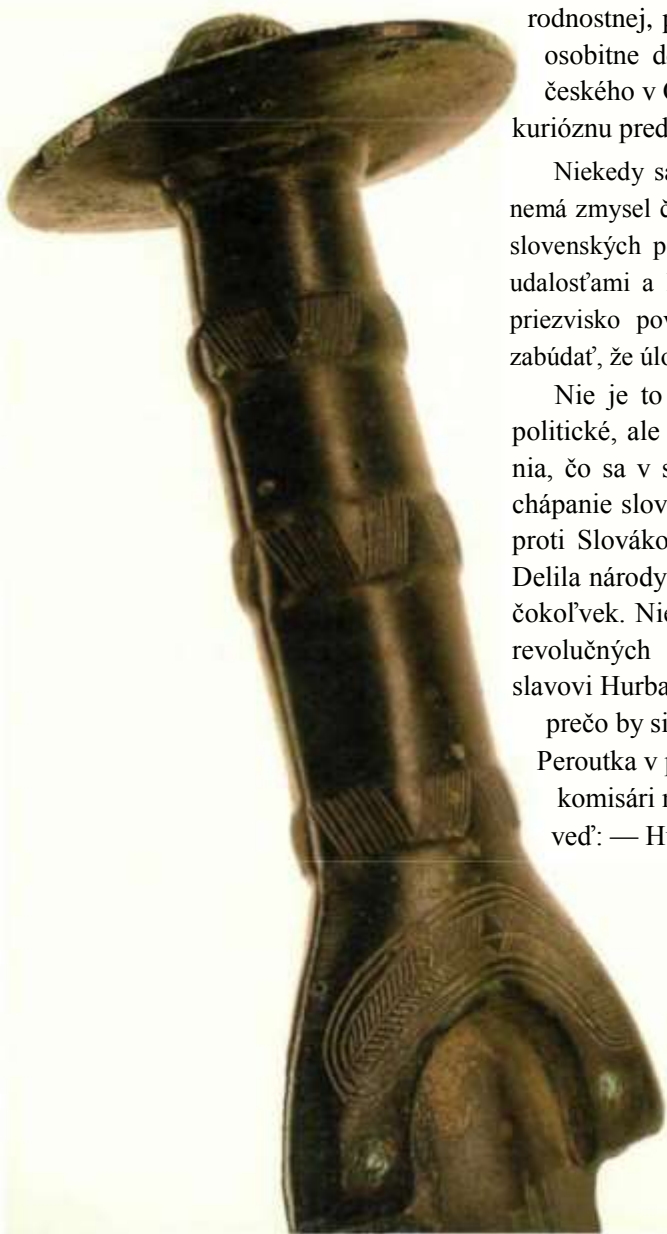 rodnostnej, p
osobitne d
českého v
kurióznu pred
Niekedy sa
nemá zmysel č
slovenských p
udalosťami a
priezvisko pov
zabúdať, že úlo
Nie je to
politické, ale
nia, čo sa v s
chápanie slov
proti Slováko
Delila národy
čokoľvek. Nie
revolučných
slavovi Hurba
prečo by si
Peroutka v p
komisári
veď: — H